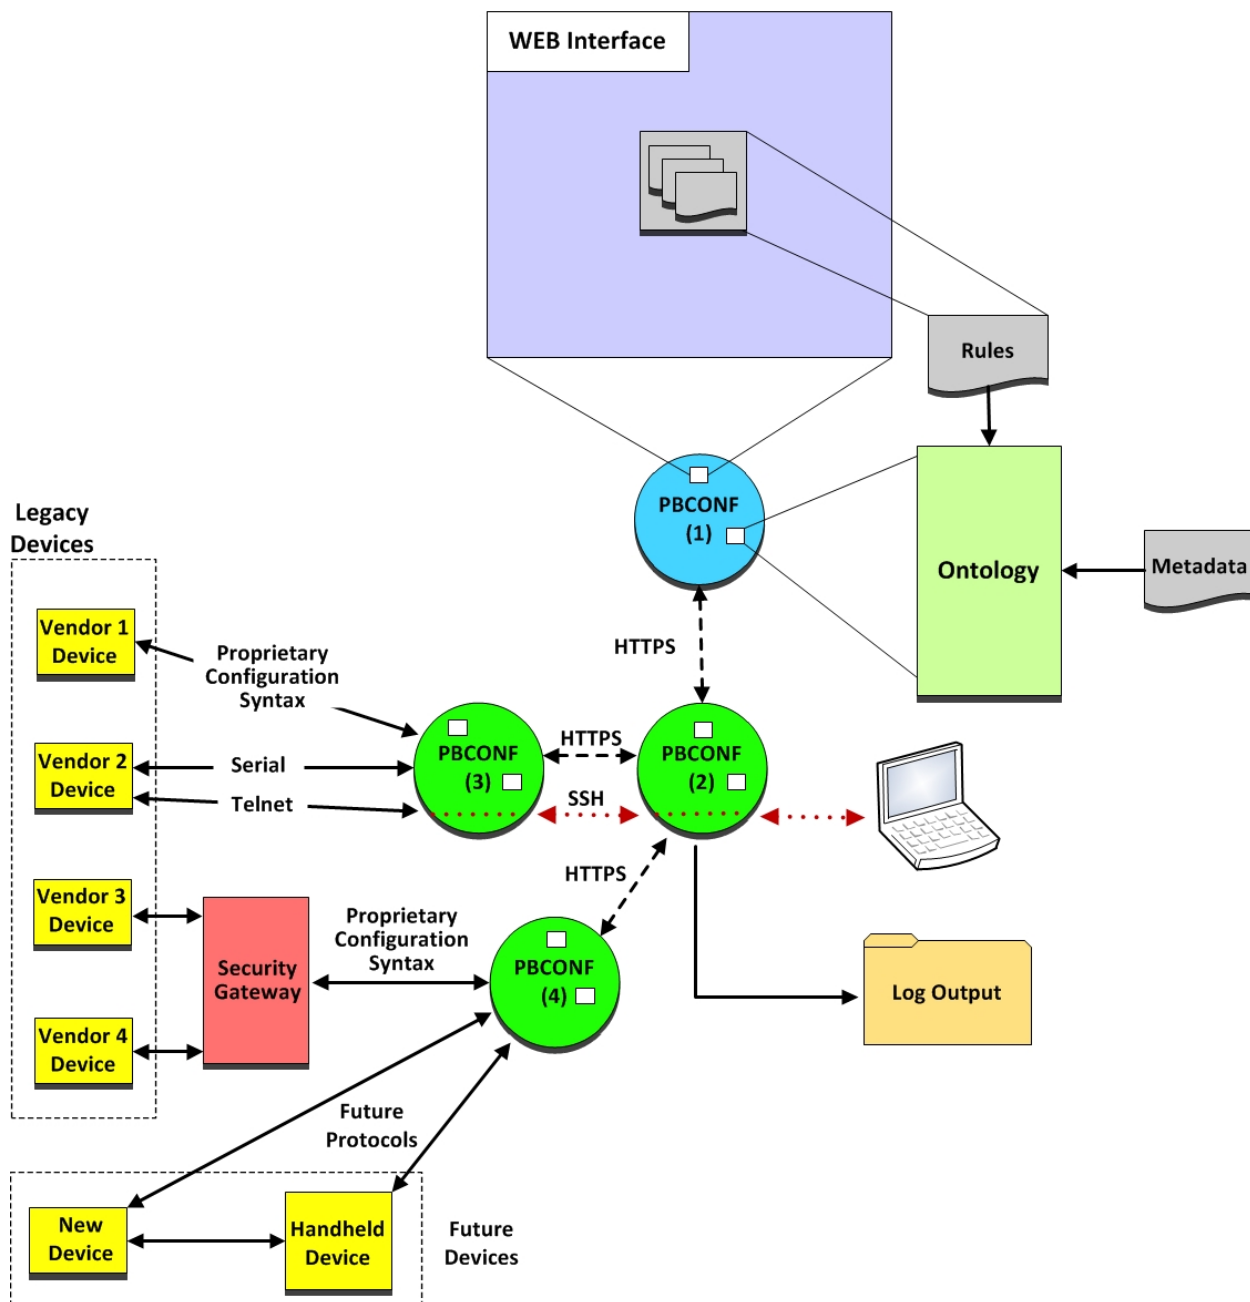 WEB Interface
Rules
PBCONF
(1)
Ontology
Metadata
Legacy
Devices
Vendor 1
Device
Proprietary
Configuration
Syntax
HTTPS
Vendor 2
Device
Serial
Telnet
PBCONF
(3)
HTTPS
SSH
PBCONF
(2)
HTTPS
Vendor 3
Device
Vendor 4
Device
Security
Gateway
Proprietary
Configuration
Syntax
PBCONF
(4)
Log Output
Future
Protocols
New
Device
Handheld
Device
Future
Devices